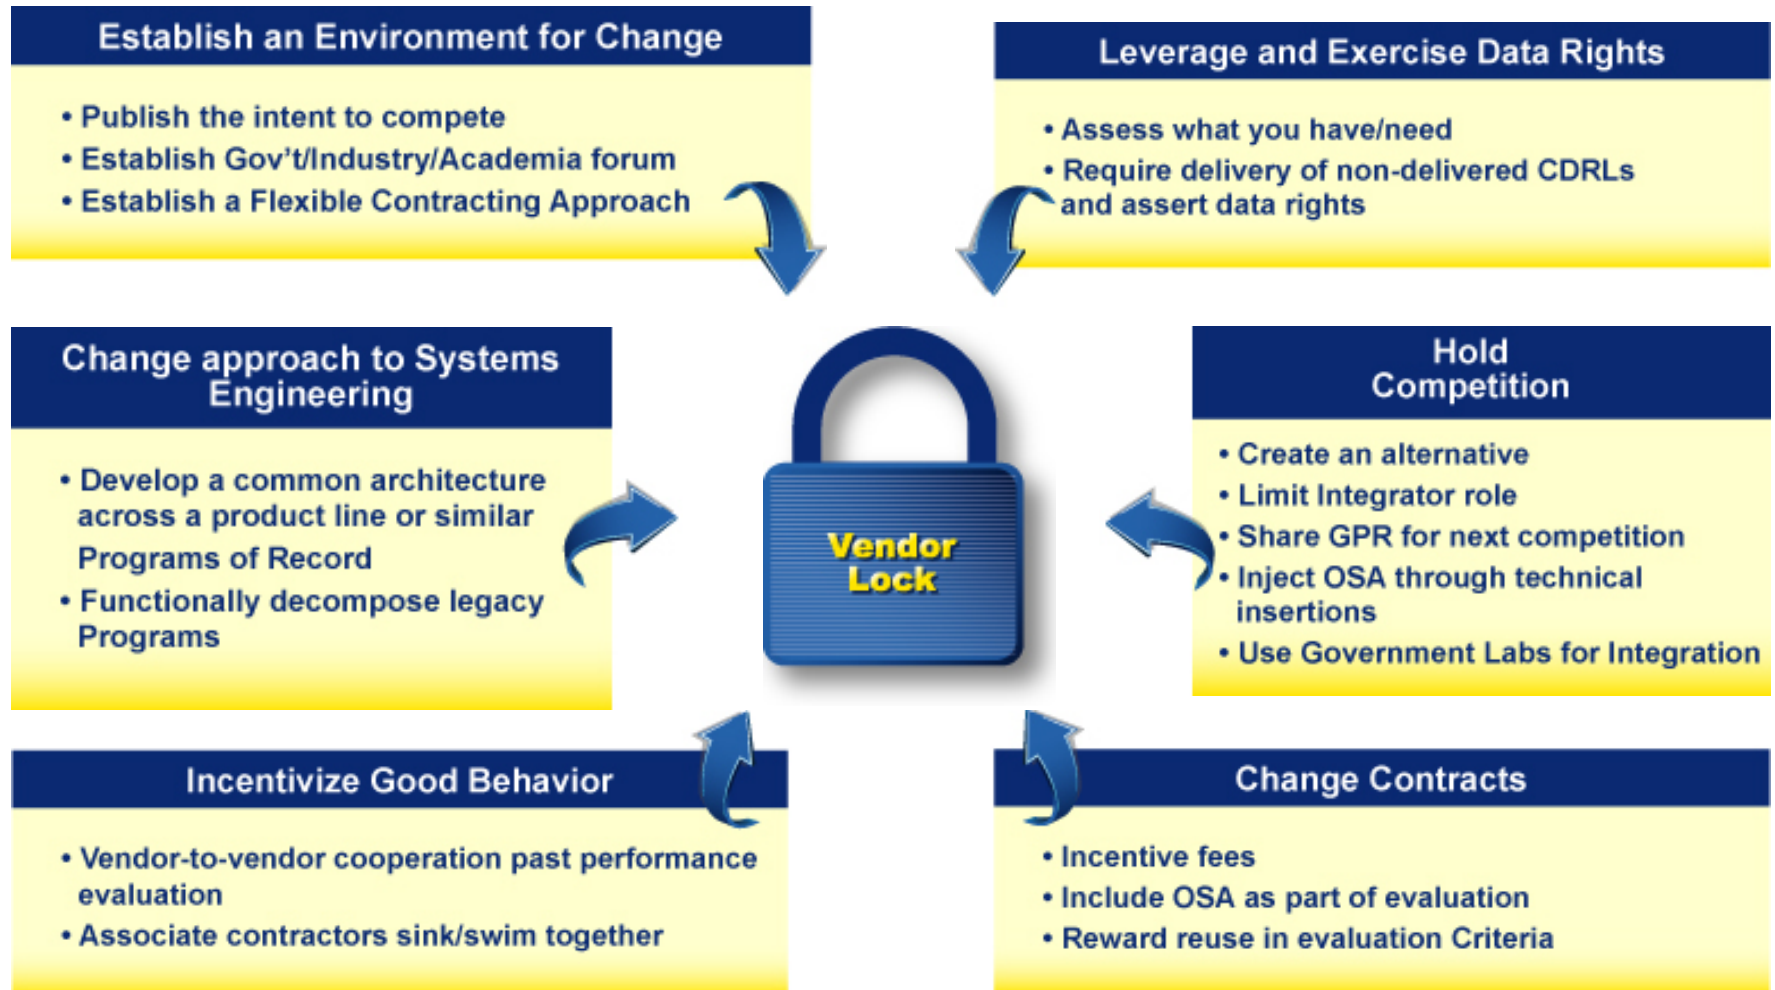 Establish an Environment for Change
• Publish the intent to compete
• Establish Gov't/Industry/Academia forum
• Establish a Flexible Contracting Approach
Leverage and Exercise Data Rights
• Assess what you have/need
• Require delivery of non-delivered CDRLs
and assert data rights
Change approach to Systems
Engineering
• Develop a common architecture
across a product line or similar
Programs of Record
• Functionally decompose legacy
Programs
Vendor
Lock
Hold
Competition
• Create an alternative
• Limit Integrator role
• Share GPR for next competition
• Inject OSA through technical
insertions
• Use Government Labs for Integration
Incentivize Good Behavior
• Vendor-to-vendor cooperation past performance
evaluation
• Associate contractors sink/swim together
Change Contracts
• Incentive fees
• Include OSA as part of evaluation
• Reward reuse in evaluation Criteria